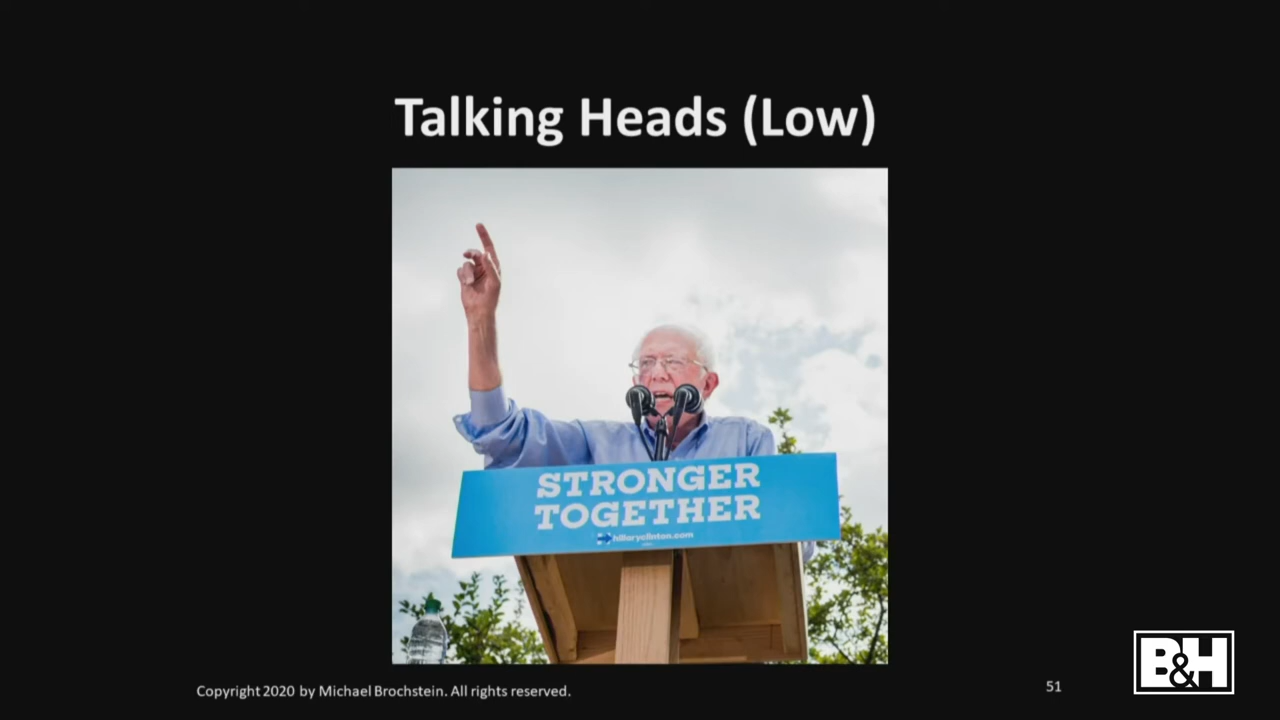 Talking Heads (Low)
STRONGER
TOGETHER
hillaryclinton.com
Copyright 2020 by Michael Brochstein. All rights reserved.
51
B&H